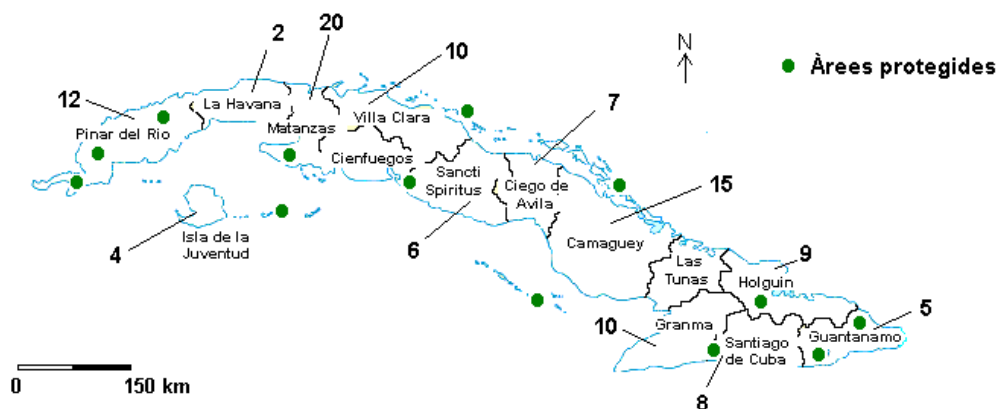 2
20
10
N
Àrees protegides
12
La Havana
7
Pinar del Rio
Matanzas
Villa Clara
Cienfuegos
Sancti
Spiritus
Ciego de
Avila
15
4
Isla de la
Juventud
6
Camaguey
9
Las
Tunas
Holguin
5
10
Granma
Santiago
de Cuba
Guantanamo
8
0
150 km